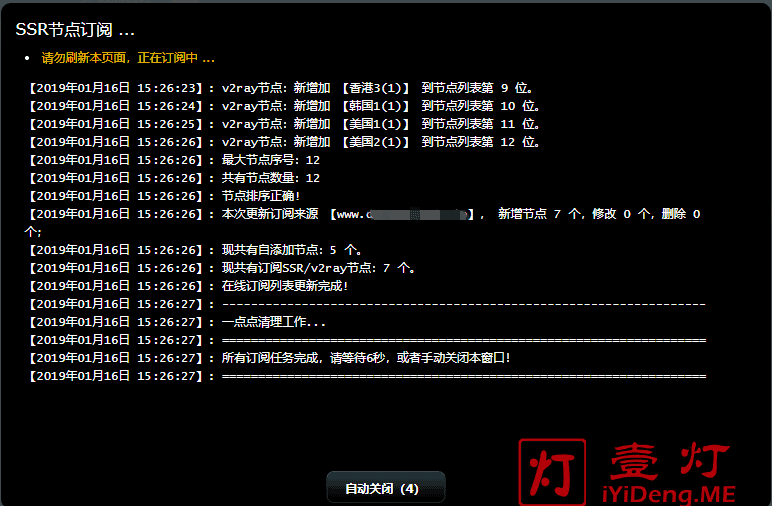 SSR节点订阅 ...
请勿刷新本页面，正在订阅中 ...
【2019年01月16日 15:26:23】: v2ray节点：新增加 【香港3(1)】 到节点列表第 9 位。
【2019年01月16日 15:26:24】: v2ray节点：新增加 【韩国1(1)】 到节点列表第 10 位。
【2019年01月16日 15:26:25】: v2ray节点：新增加 【美国1(1)】 到节点列表第 11 位。
【2019年01月16日 15:26:26】: v2ray节点：新增加 【美国2(1)】 到节点列表第 12 位。
【2019年01月16日 15:26:26】: 最大节点序号：12
【2019年01月16日 15:26:26】: 共有节点数量：12
【2019年01月16日 15:26:26】: 节点排序正确!
【2019年01月16日 15:26:26】: 本次更新订阅来源 【www.】， 新增节点 7 个，修改 0 个，删除 0
个;
【2019年01月16日 15:26:26】: 现共有自添加节点：5 个。
【2019年01月16日 15:26:26】: 现共有订阅SSR/v2ray节点：7 个。
【2019年01月16日 15:26:26】: 在线订阅列表更新完成!
【2019年01月16日 15:26:27】: -------------------------------------------------------------------
【2019年01月16日 15:26:27】: 一点点清理工作...
【2019年01月16日 15:26:27】: ===================================================================
【2019年01月16日 15:26:27】: 所有订阅任务完成，请等待6秒，或者手动关闭本窗口!
【2019年01月16日 15:26:27】: ===================================================================
自动关闭（4）
灯 壹灯
iYiDeng.ME